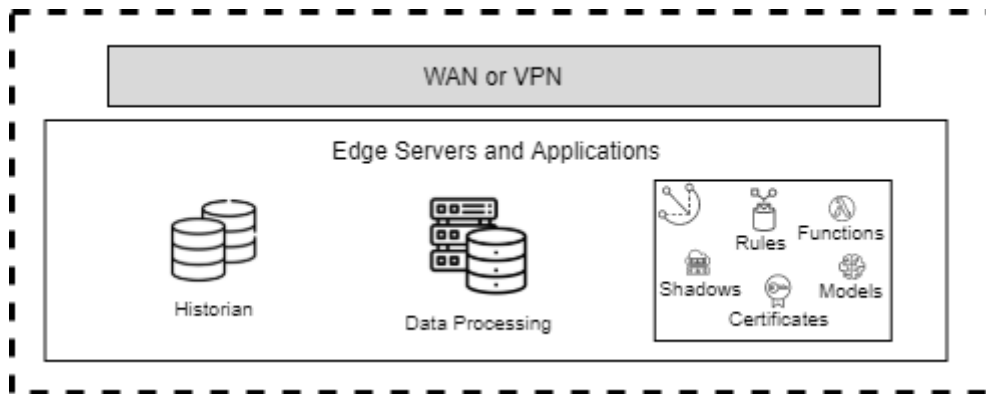 WAN or VPN
Edge Servers and Applications
Rules
Functions
Shadows
Models
Certificates
Historian
Data Processing